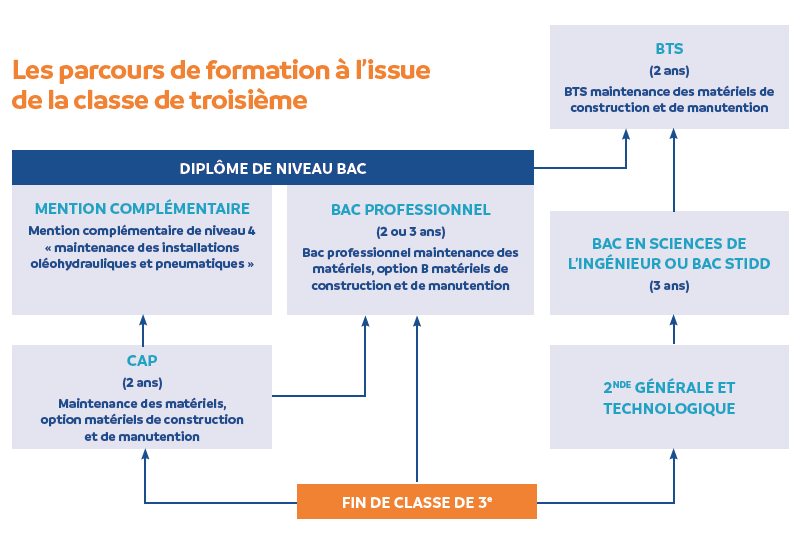 Les parcours de formation à l'issue
de la classe de troisième
BTS
(2 ans)
BTS maintenance des matériels de
construction et de manutention
DIPLÔME DE NIVEAU BAC
MENTION COMPLÉMENTAIRE
Mention complémentaire de niveau 4
« maintenance des installations
oléohydrauliques et pneumatiques »
BAC PROFESSIONNEL
(2 ou 3 ans)
Bac professionnel maintenance des
matériels, option B matériels de
construction et de manutention
BAC EN SCIENCES DE
L'INGÉNIEUR OU BAC STIDD
(3 ans)
CAP
(2 ans)
Maintenance des matériels,
option matériels de construction
et de manutention
2NDE GÉNÉRALE ET
TECHNOLOGIQUE
FIN DE CLASSE DE 3e